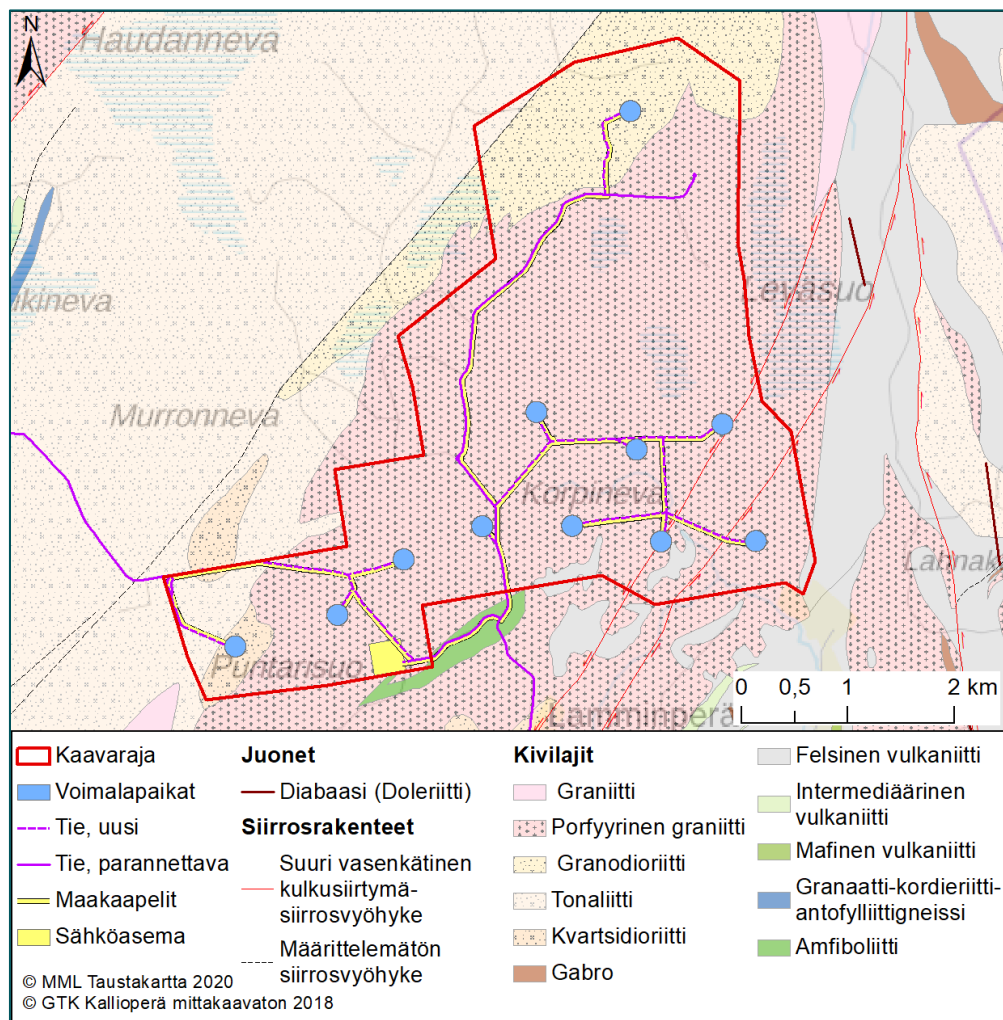 N
Haudanneva
Levasuo
ikineva
Murronneva
Korpineva
Puntarisuo
Lamminperä
0 0,5 1 2 km
Kaavaraja
Voimalapaikat
Tie, uusi
Tie, parannettava
Maakaapelit
Sähköasema
© MML Taustakartta 2020
© GTK Kallioperä mittakaavaton 2018
Juonet
Diabaasi (Doleriitti)
Siirrosrakenteet
Suuri vasenkätinen
kulkusiirtymä-
siirrosvyöhyke
Määrittelemätön
siirrosvyöhyke
Kivilajit
Graniitti
Porfyyrinen graniitti
Granodioriitti
Tonaliitti
Kvartsidioriitti
Gabro
Felsinen vulkaniitti
Intermediäärinen
vulkaniitti
Mafinen vulkaniitti
Granaatti-kordieriitti-
antofylliittigneissi
Amfiboliitti